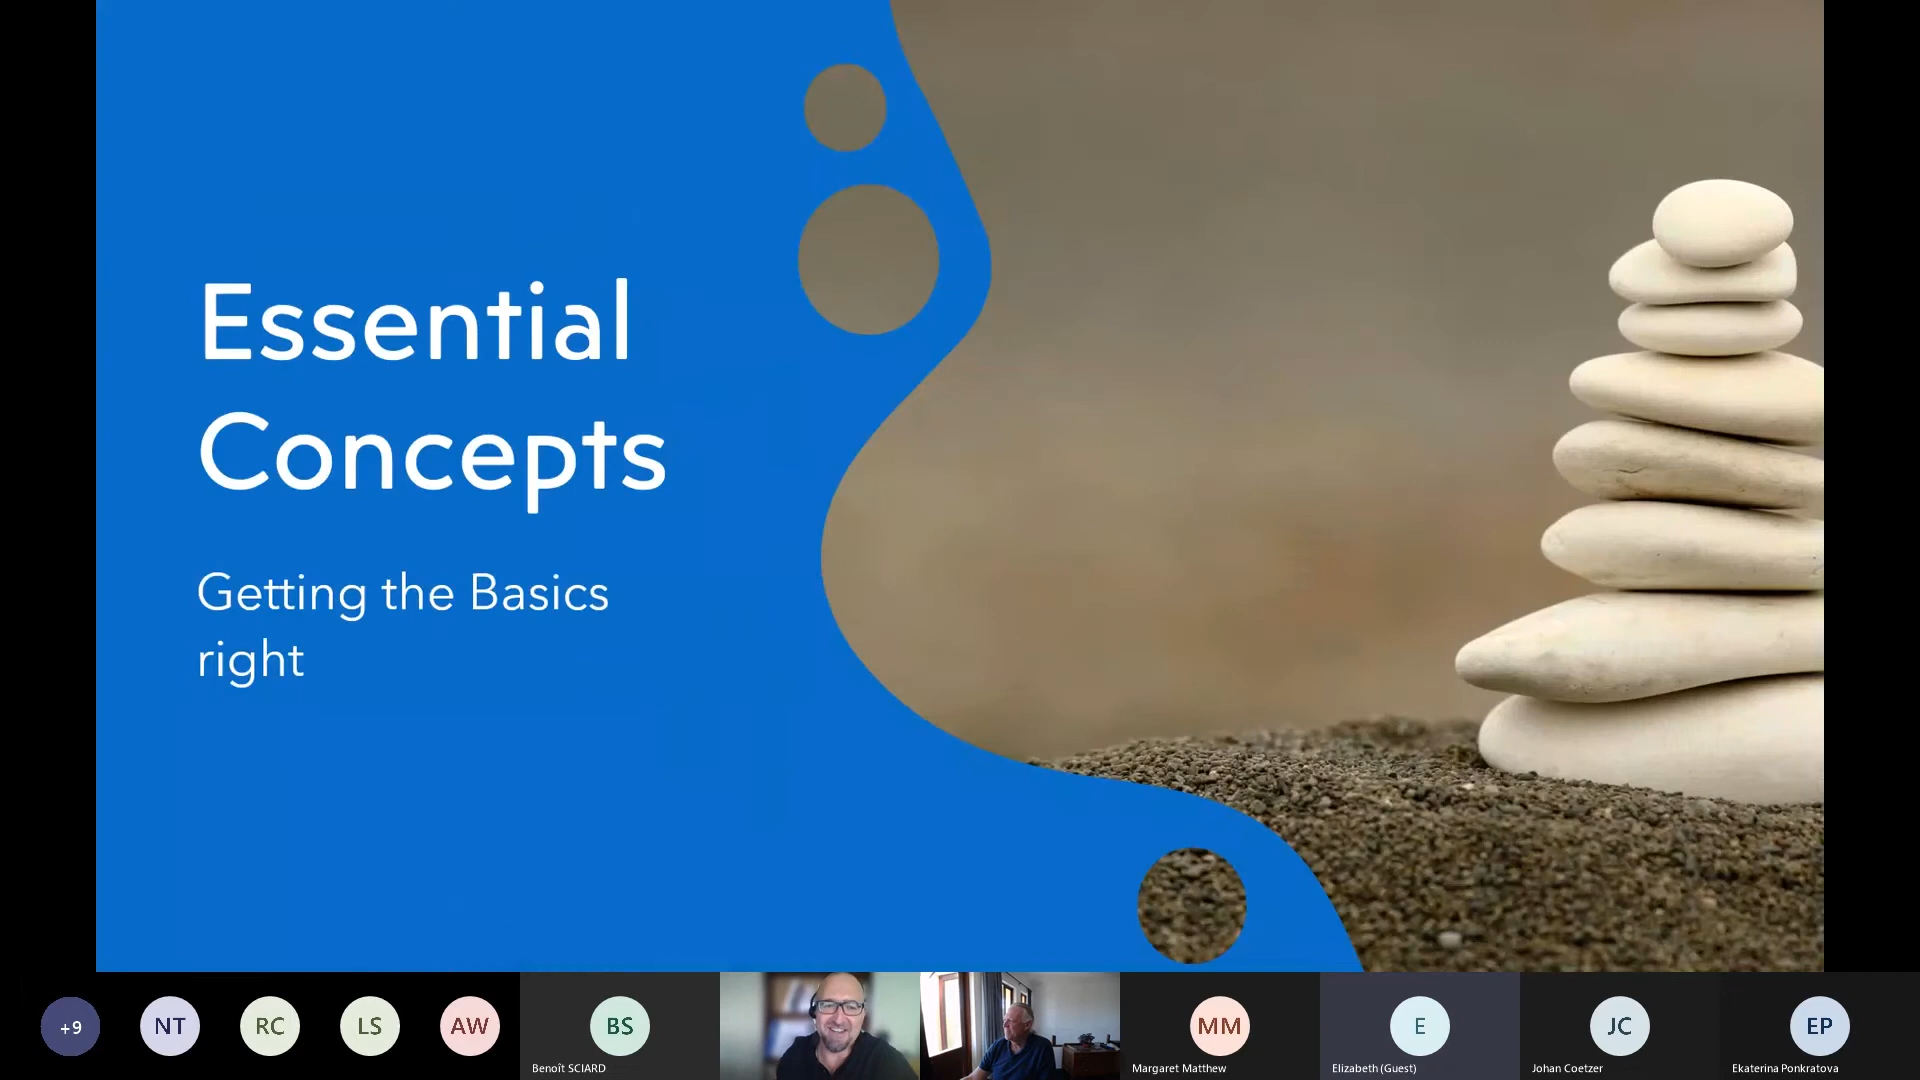 Essential
Concepts
Getting the Basics
right
+9
NT
RC
LS
AW
BS
Benoît SCIARD
MM
Margaret Matthew
E
Elizabeth (Guest)
JC
Johan Coetzer
EP
Ekaterina Ponkratova